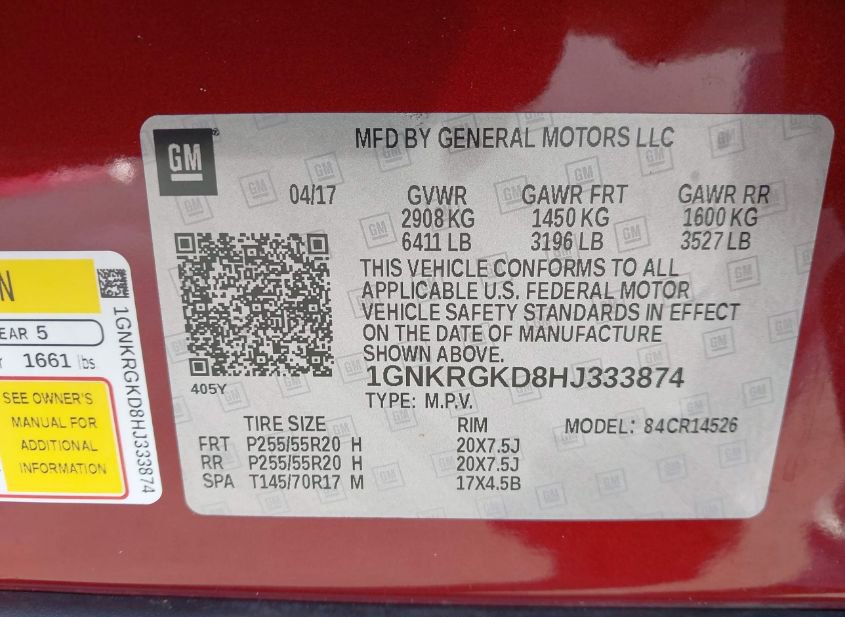 GM
MFD BY GENERAL MOTORS LLC
04/17 GVWR GAWR FRT GAWR RR
2908 KG 1450 KG 1600 KG
6411 LB 3196 LB 3527 LB
THIS VEHICLE CONFORMS TO ALL
APPLICABLE U.S. FEDERAL MOTOR
VEHICLE SAFETY STANDARDS IN EFFECT
ON THE DATE OF MANUFACTURE
SHOWN ABOVE.
1GNKRGKD8HJ333874
405Y
TYPE: M.P.V.
TIRE SIZE RIM MODEL: 84CR14526
FRT P255/55R20 H 20X7.5J
RR P255/55R20 H 20X7.5J
SPA T145/70R17 M 17X4.5B
N
EAR 5
1661 lbs
SEE OWNER'S
MANUAL FOR
ADDITIONAL
INFORMATION
1GNKRGKD8HJ333874